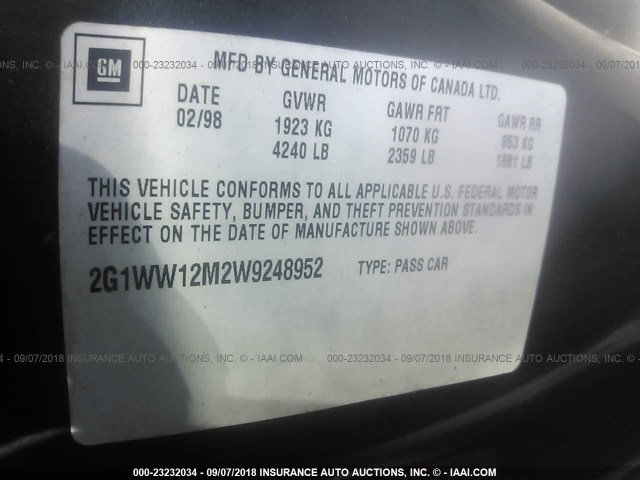 GM
MFD BY GENERAL MOTORS OF CANADA LTD.
DATE GVWR GAWR FRT GAWR RR
02/98 1923 KG 1070 KG 853 KG
4240 LB 2359 LB 1881 LB
THIS VEHICLE CONFORMS TO ALL APPLICABLE U.S. FEDERAL MOTOR
VEHICLE SAFETY, BUMPER, AND THEFT PREVENTION STANDARDS IN
EFFECT ON THE DATE OF MANUFACTURE SHOWN ABOVE.
2G1WW12M2W9248952 TYPE: PASS CAR
000-23232034 - 09/07/2018 INSURANCE AUTO AUCTIONS, INC. - IAAI.COM